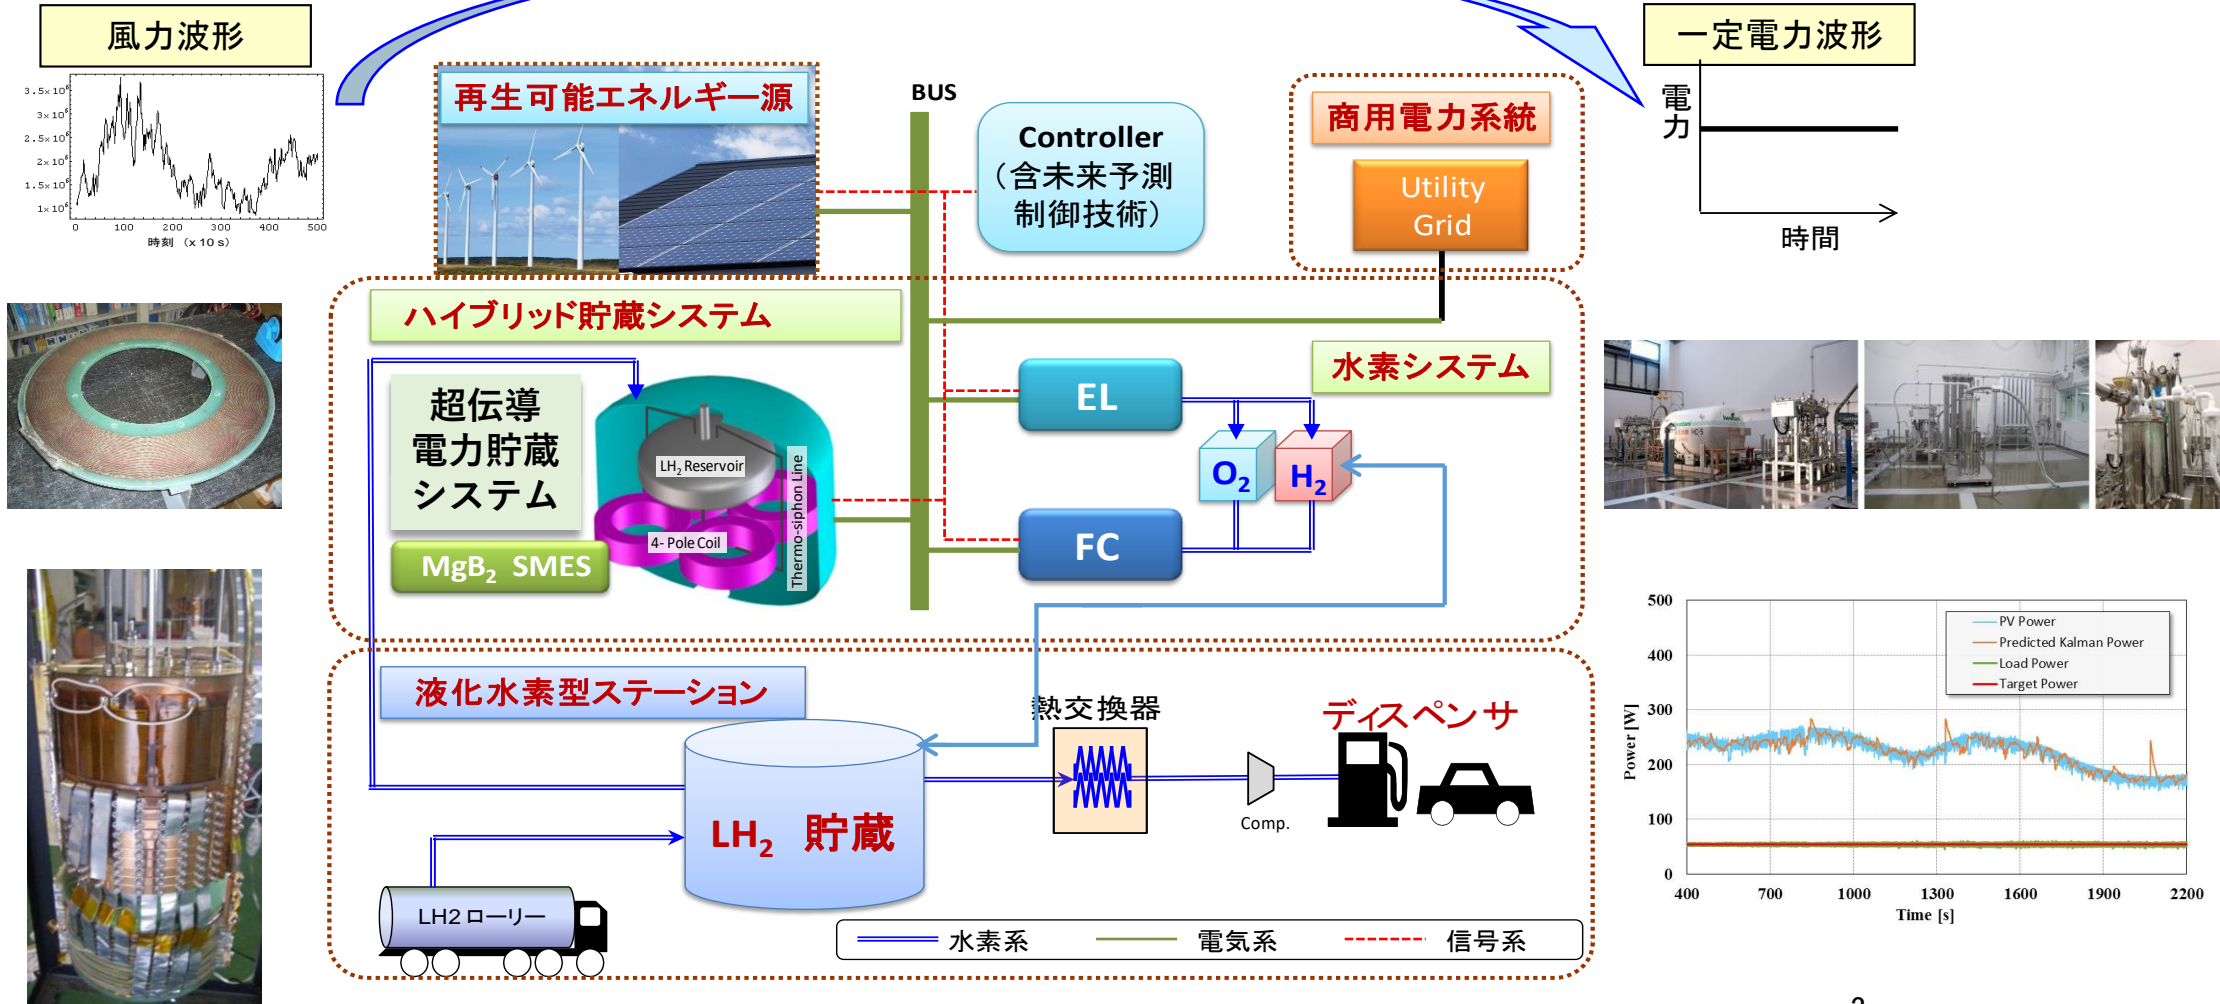 風力波形
3.5×10⁶
3×10⁶
2.5×10⁶
2×10⁶
1.5×10⁶
1×10⁶
0 100 200 300 400 500
時刻 (x 10 s)
再生可能エネルギー源
BUS
Controller
(含未来予測
制御技術)
商用電力系統
Utility
Grid
一定電力波形
電力
時間
ハイブリッド貯蔵システム
超伝導
電力貯蔵
システム
MgB₂ SMES
LH₂ Reservoir
4- Pole Coil
Thermo-siphon Line
水素システム
EL
O₂
H₂
FC
液化水素型ステーション
LH₂ 貯蔵
熱交換器
Comp.
ディスペンサ
LH2 ローリー
水素系
電気系
信号系
500
400
300
200
100
0
Power [W]
PV Power
Predicted Kalman Power
Load Power
Target Power
400 700 1000 1300 1600 1900 2200
Time [s]